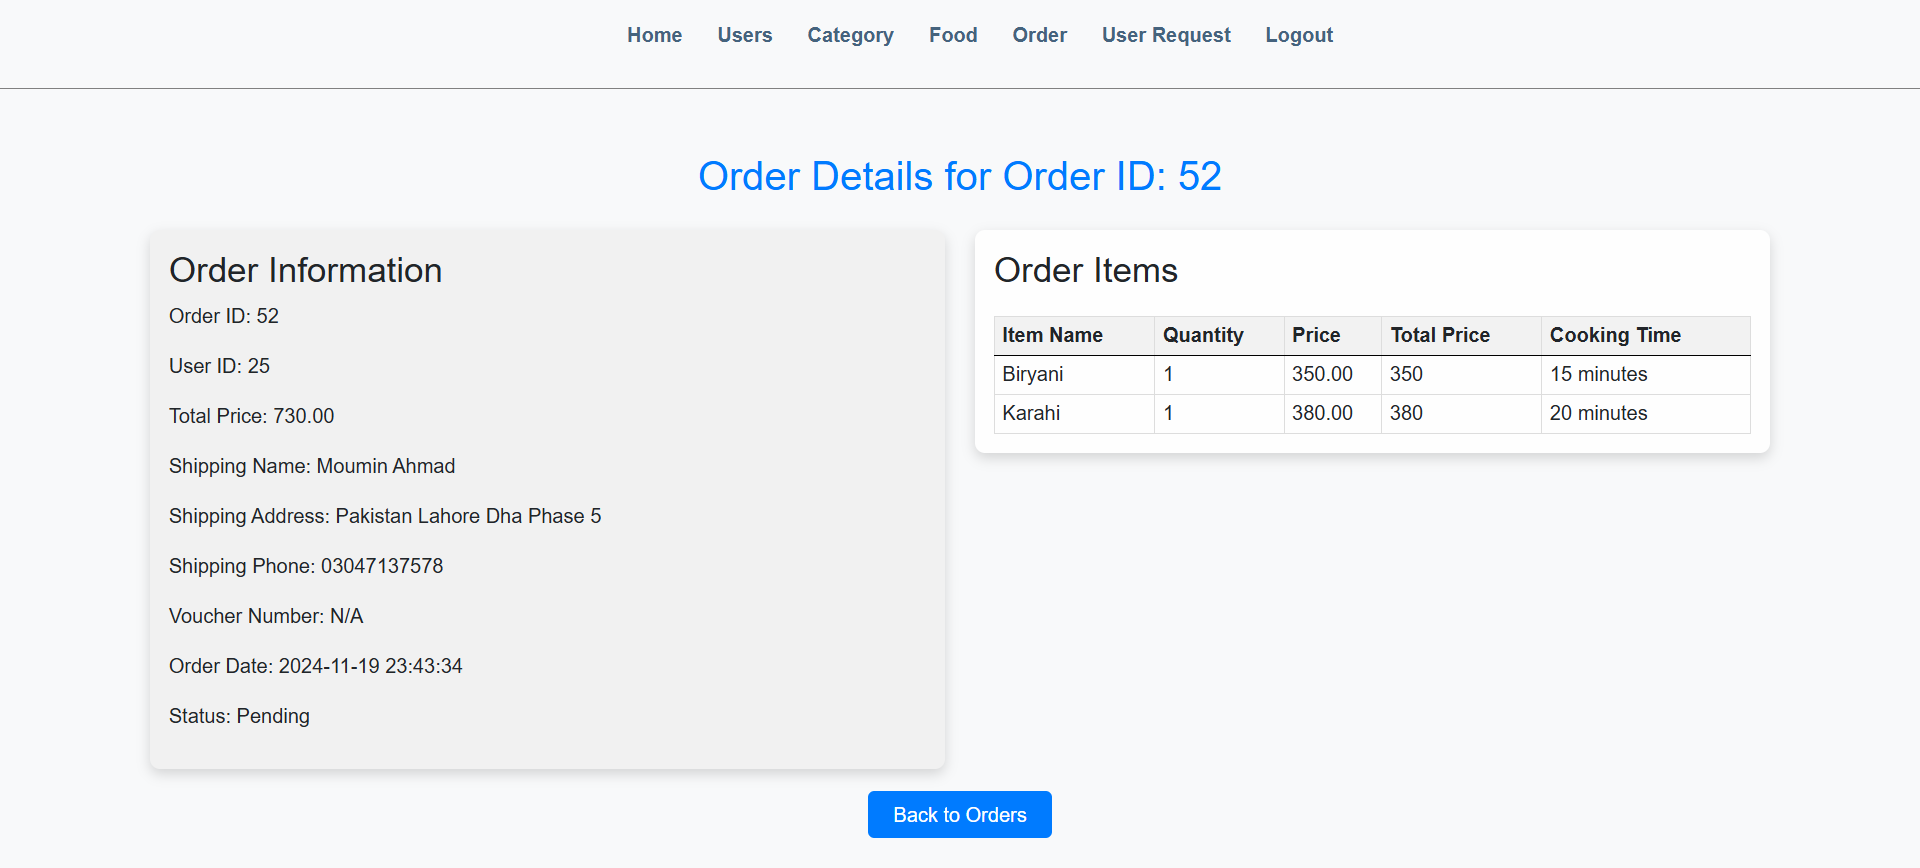 Home Users Category Food Order User Request Logout
Order Details for Order ID: 52
Order Information
Order ID: 52
User ID: 25
Total Price: 730.00
Shipping Name: Moumin Ahmad
Shipping Address: Pakistan Lahore Dha Phase 5
Shipping Phone: 03047137578
Voucher Number: N/A
Order Date: 2024-11-19 23:43:34
Status: Pending
Order Items
Item Name Quantity Price Total Price Cooking Time
Biryani 1 350.00 350 15 minutes
Karahi 1 380.00 380 20 minutes
Back to Orders